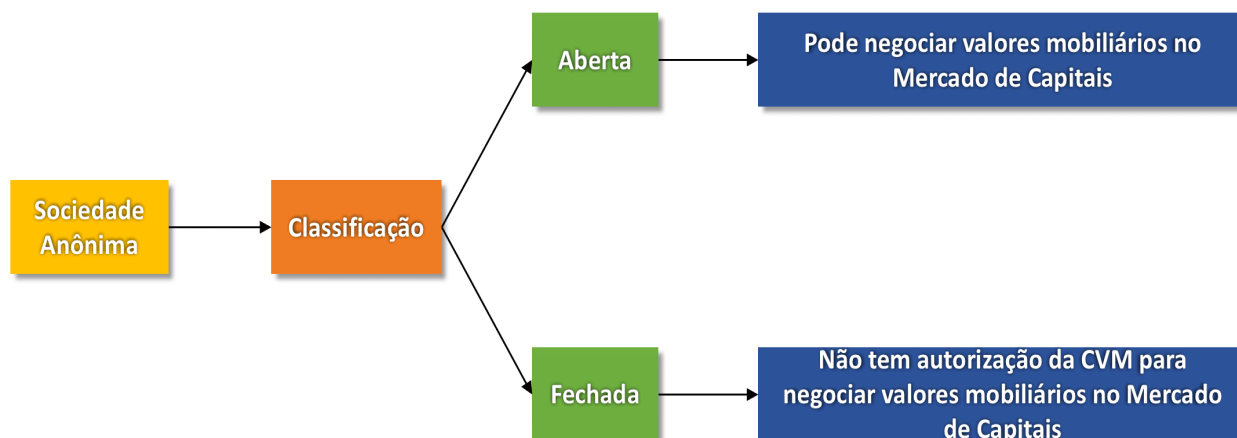 Sociedade
Anônima
Classificação
Aberta
Pode negociar valores mobiliários no
Mercado de Capitais
Fechada
Não tem autorização da CVM para
negociar valores mobiliários no Mercado
de Capitais